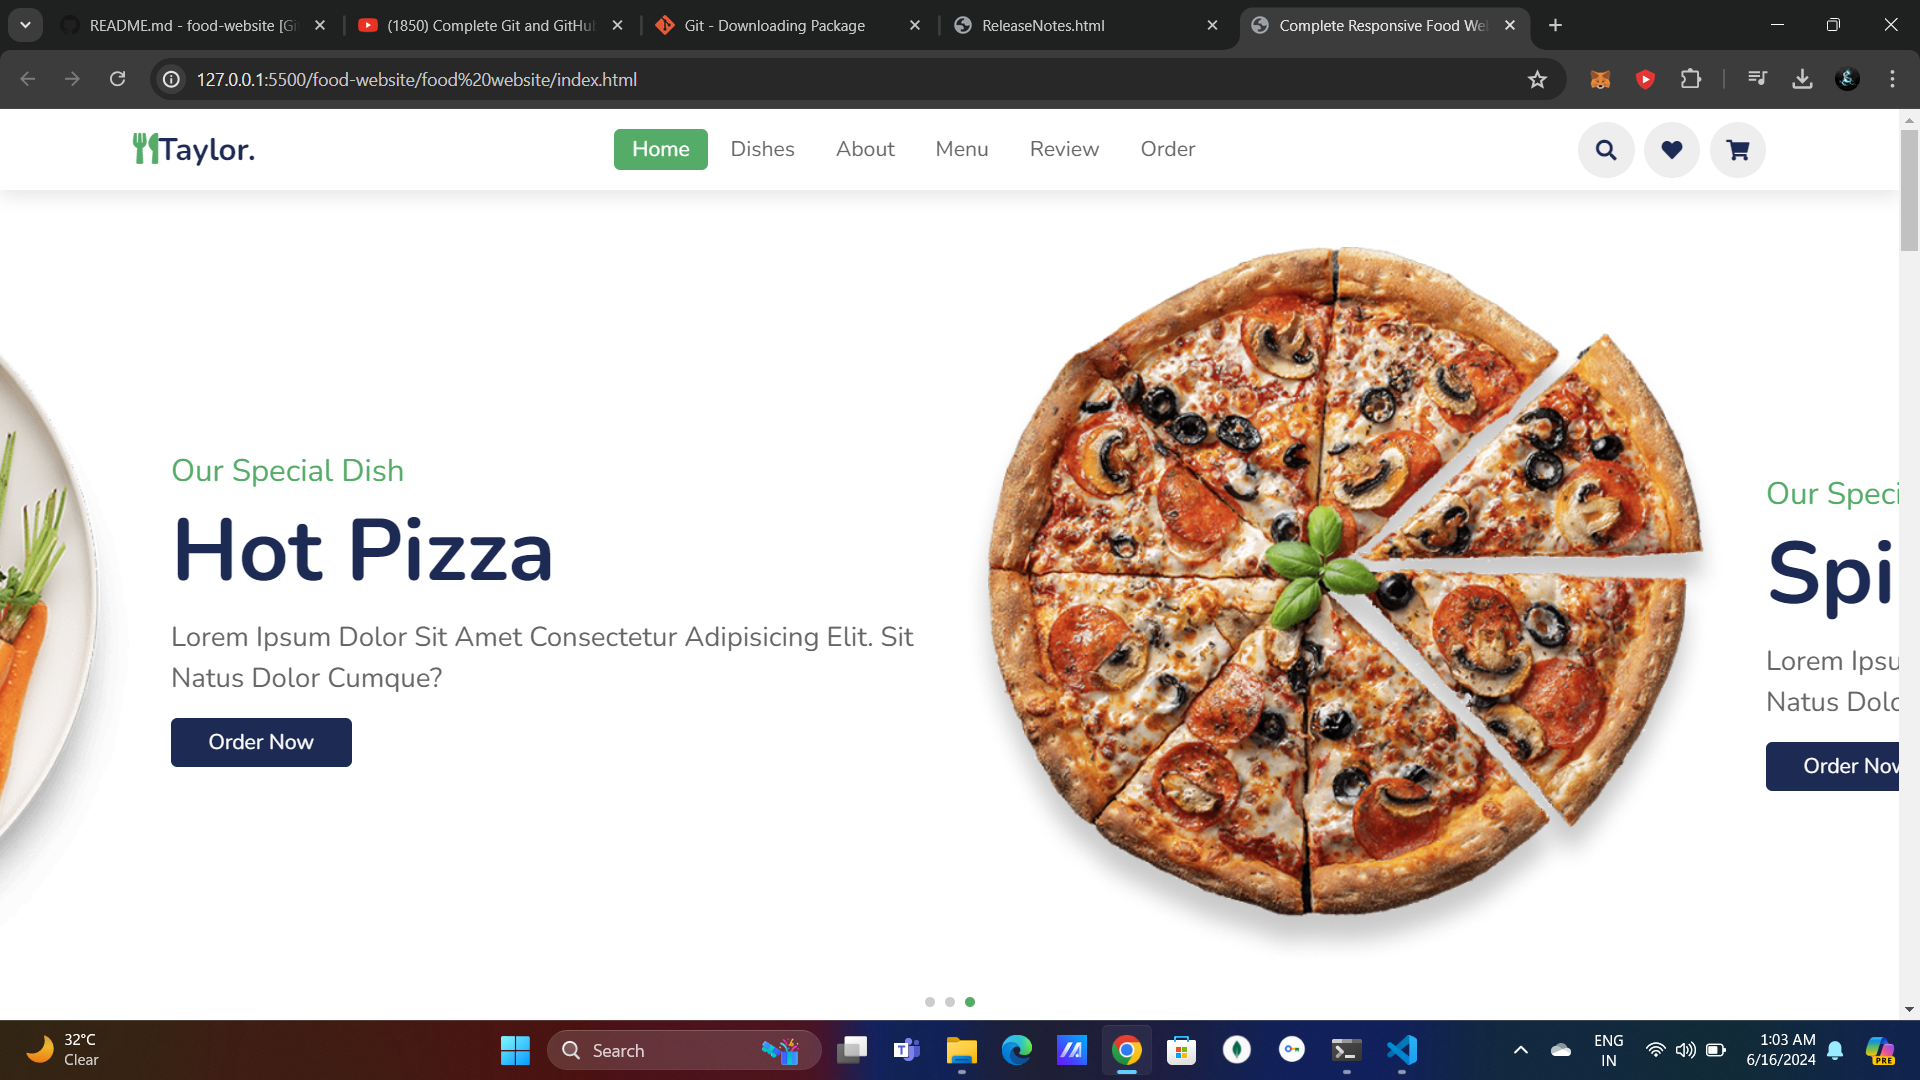 README.md - food-website [Gi
(1850) Complete Git and GitHu
Git - Downloading Package
ReleaseNotes.html
Complete Responsive Food We
127.0.0.1:5500/food-website/food%20website/index.html
Taylor.
Home
Dishes
About
Menu
Review
Order
Our Special Dish
Hot Pizza
Lorem Ipsum Dolor Sit Amet Consectetur Adipisicing Elit. Sit
Natus Dolor Cumque?
Order Now
Our Speci
Spi
Lorem Ipsu
Natus Dolo
Order Now
32°C
Clear
Search
ENG
IN
1:03 AM
6/16/2024
PRE